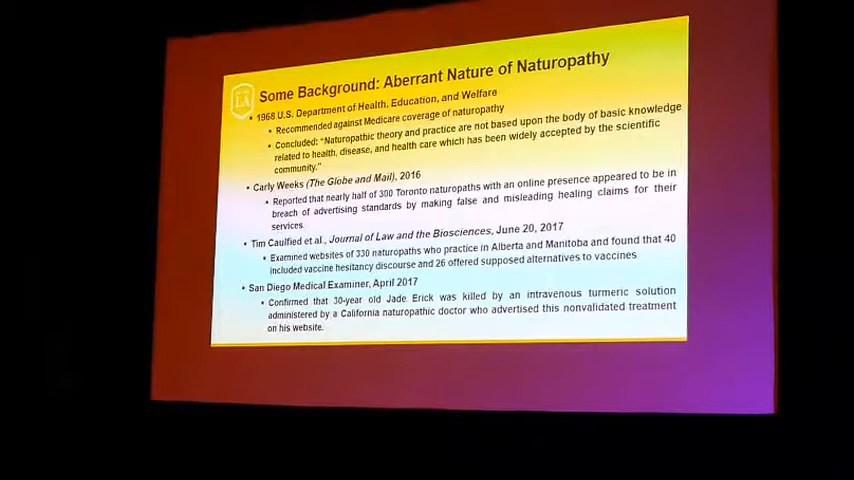 LA
Some Background: Aberrant Nature of Naturopathy
• 1968 U.S. Department of Health, Education, and Welfare
• Recommended against Medicare coverage of naturopathy
• Concluded: “Naturopathic theory and practice are not based upon the body of basic knowledge
related to health, disease, and health care which has been widely accepted by the scientific
community.”
• Carly Weeks (The Globe and Mail), 2016
• Reported that nearly half of 300 Toronto naturopaths with an online presence appeared to be in
breach of advertising standards by making false and misleading healing claims for their
services.
• Tim Caulfied et al., Journal of Law and the Biosciences, June 20, 2017
• Examined websites of 330 naturopaths who practice in Alberta and Manitoba and found that 40
included vaccine hesitancy discourse and 26 offered supposed alternatives to vaccines
• San Diego Medical Examiner, April 2017
• Confirmed that 30-year old Jade Erick was killed by an intravenous turmeric solution
administered by a California naturopathic doctor who advertised this nonvalidated treatment
on his website.